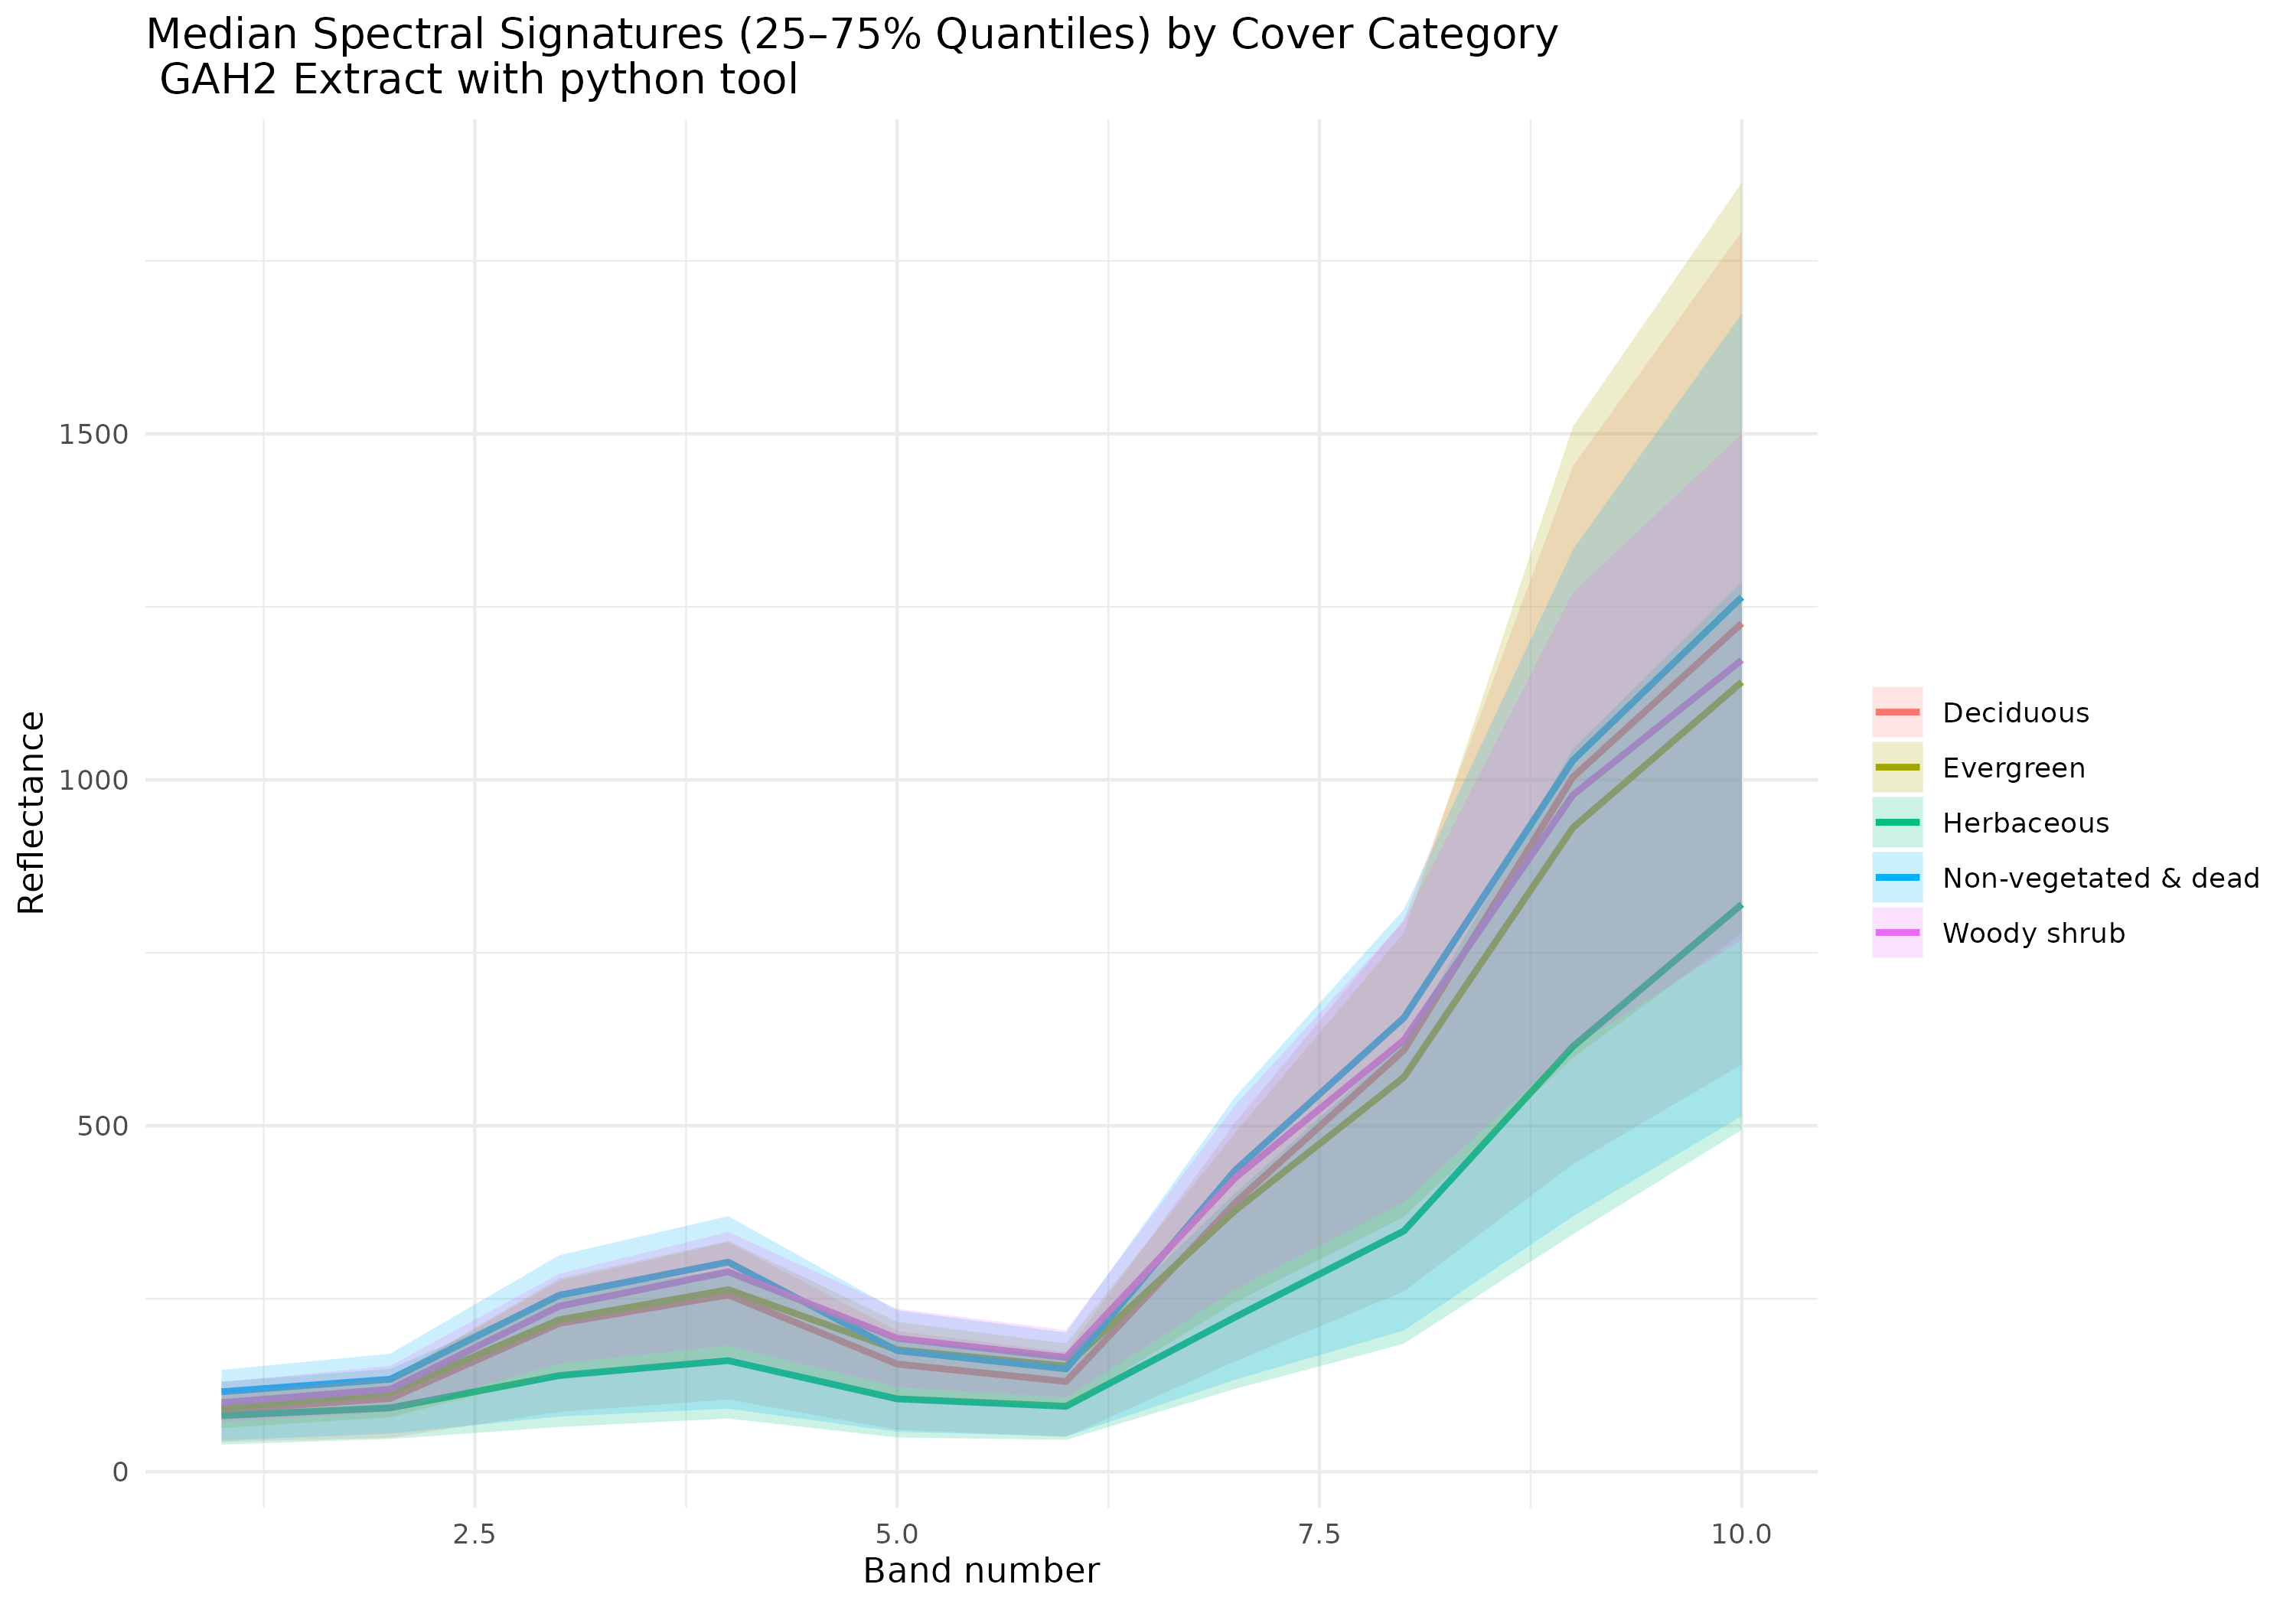 Median Spectral Signatures (25–75% Quantiles) by Cover Category
GAH2 Extract with python tool
Reflectance
1500
1000
500
0
2.5
5.0
7.5
10.0
Band number
Deciduous
Evergreen
Herbaceous
Non-vegetated & dead
Woody shrub